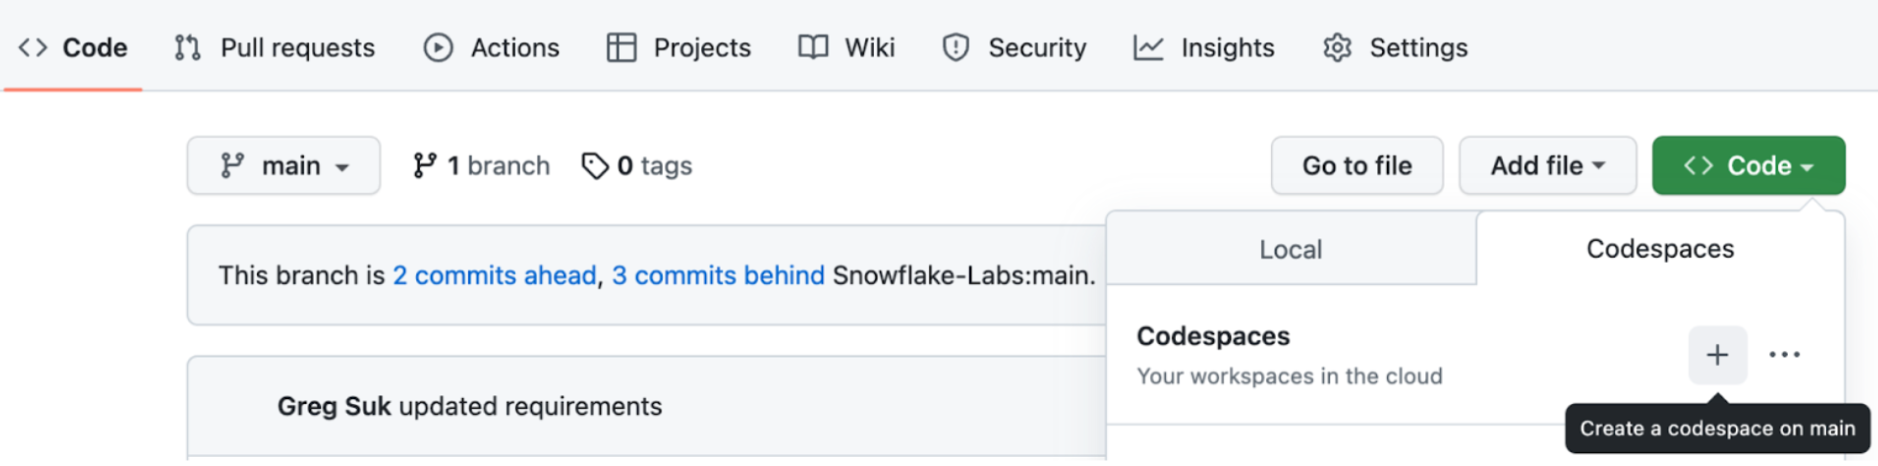 Code Pull requests Actions Projects Wiki Security Insights Settings
main 1 branch 0 tags Go to file Add file Code
Local Codespaces
This branch is 2 commits ahead, 3 commits behind Snowflake-Labs:main.
Codespaces
Your workspaces in the cloud
Greg Suk updated requirements
Create a codespace on main